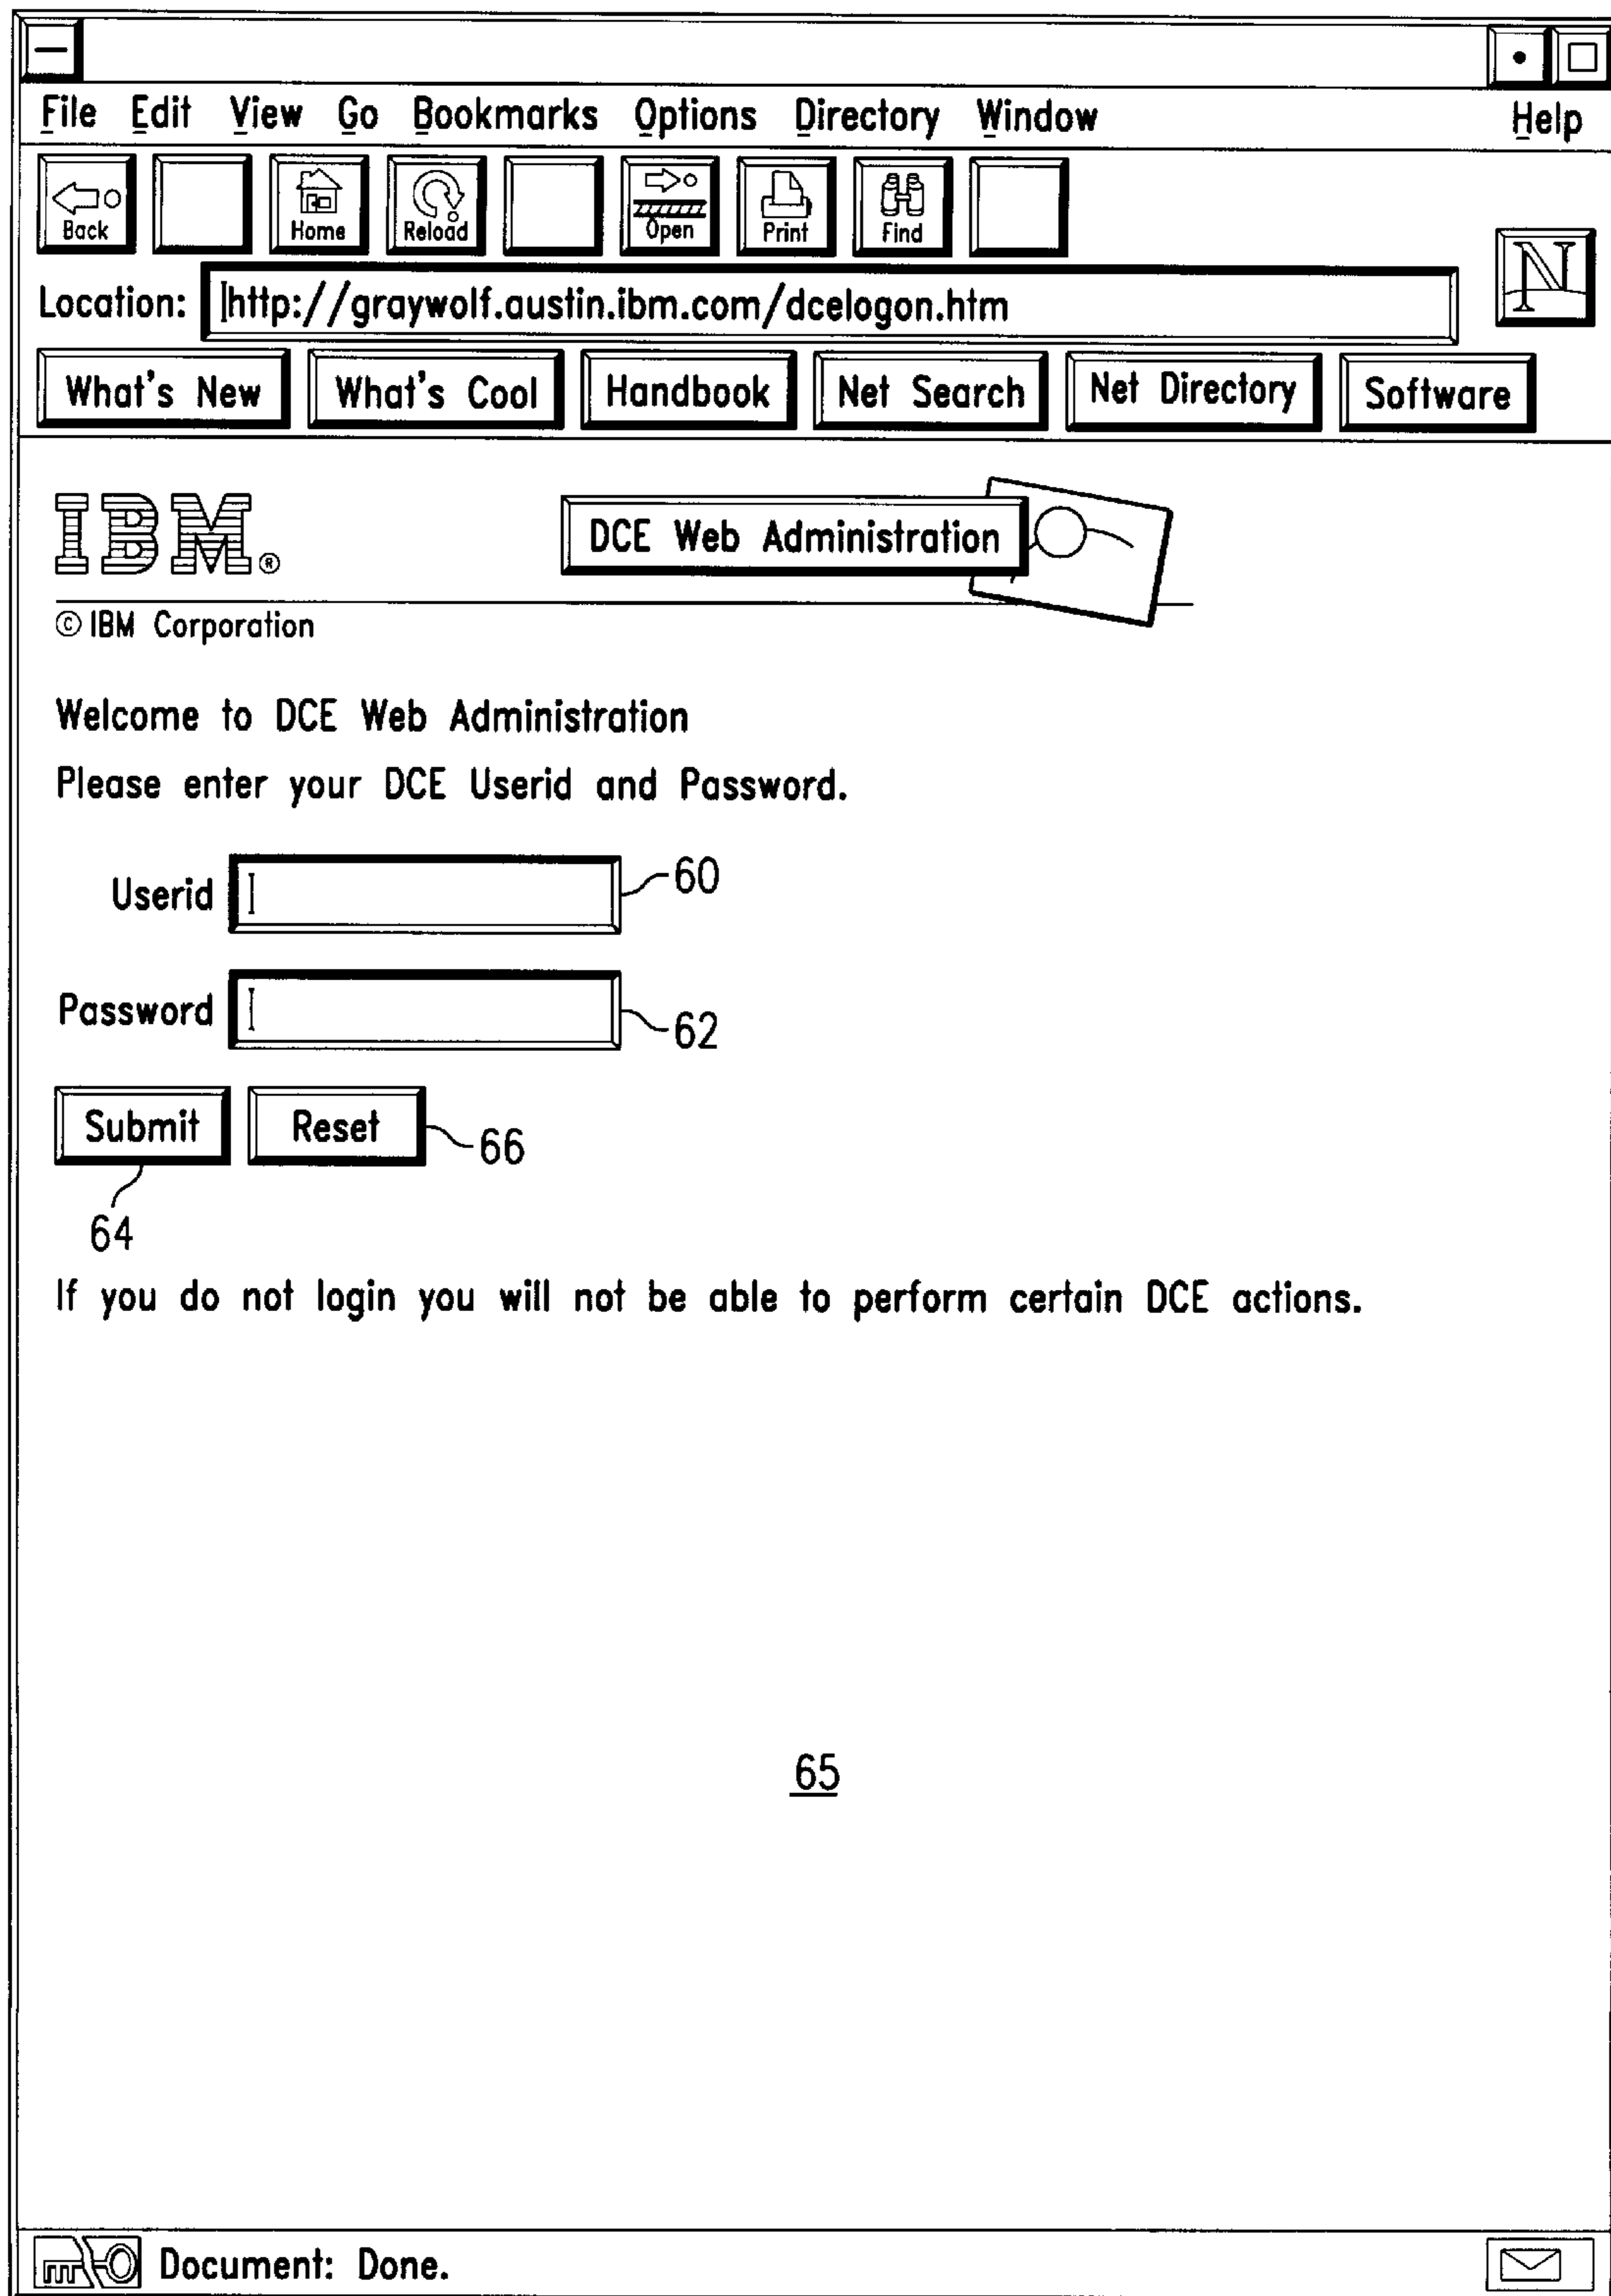 File Edit View Go Bookmarks Options Directory Window Help
Back Home Reload Open Print Find
N
Location: http://graywolf.austin.ibm.com/dcelogon.htm
What's New What's Cool Handbook Net Search Net Directory Software
IBM® DCE Web Administration
© IBM Corporation
Welcome to DCE Web Administration
Please enter your DCE Userid and Password.
Userid 60
Password 62
Submit Reset 66
64
If you do not login you will not be able to perform certain DCE actions.
65
Document: Done.